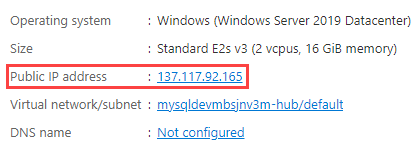 Operating system : Windows (Windows Server 2019 Datacenter)
Size : Standard E2s v3 (2 vcpus, 16 GiB memory)
Public IP address : 137.117.92.165
Virtual network/subnet : mysqldevmbsjnv3m-hub/default
DNS name : Not configured